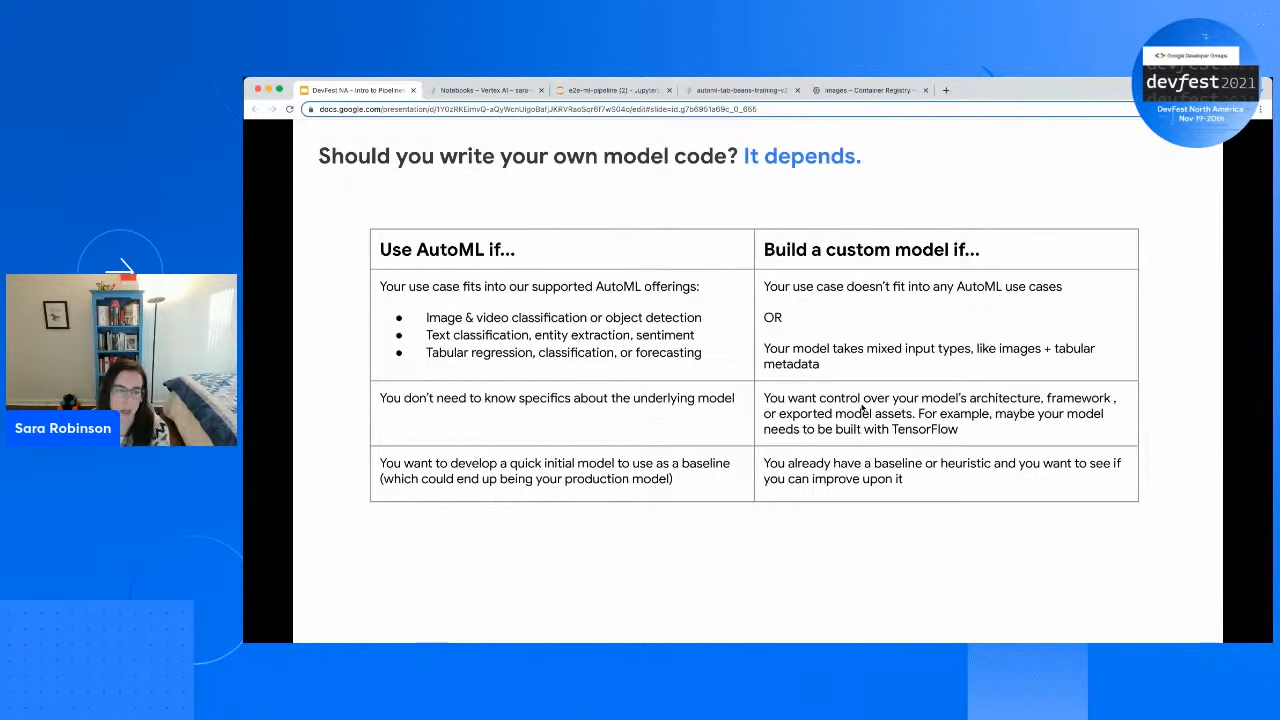 <> Google Developer Groups
devfest 2021
DevFest North America
Nov 19-20th
DevFest NA - Intro to Pipeline
Notebooks – Vertex AI – sara
e2e-ml-pipeline (2) - Jupyter
automl-tab-beans-training-v2
Images – Container Registry –
Should you write your own model code? It depends.
Use AutoML if...
Build a custom model if...
Your use case fits into our supported AutoML offerings:
● Image & video classification or object detection
● Text classification, entity extraction, sentiment
● Tabular regression, classification, or forecasting
Your use case doesn't fit into any AutoML use cases
OR
Your model takes mixed input types, like images + tabular
metadata
You don't need to know specifics about the underlying model
You want control over your model's architecture, framework ,
or exported model assets. For example, maybe your model
needs to be built with TensorFlow
You want to develop a quick initial model to use as a baseline
(which could end up being your production model)
You already have a baseline or heuristic and you want to see if
you can improve upon it
Sara Robinson